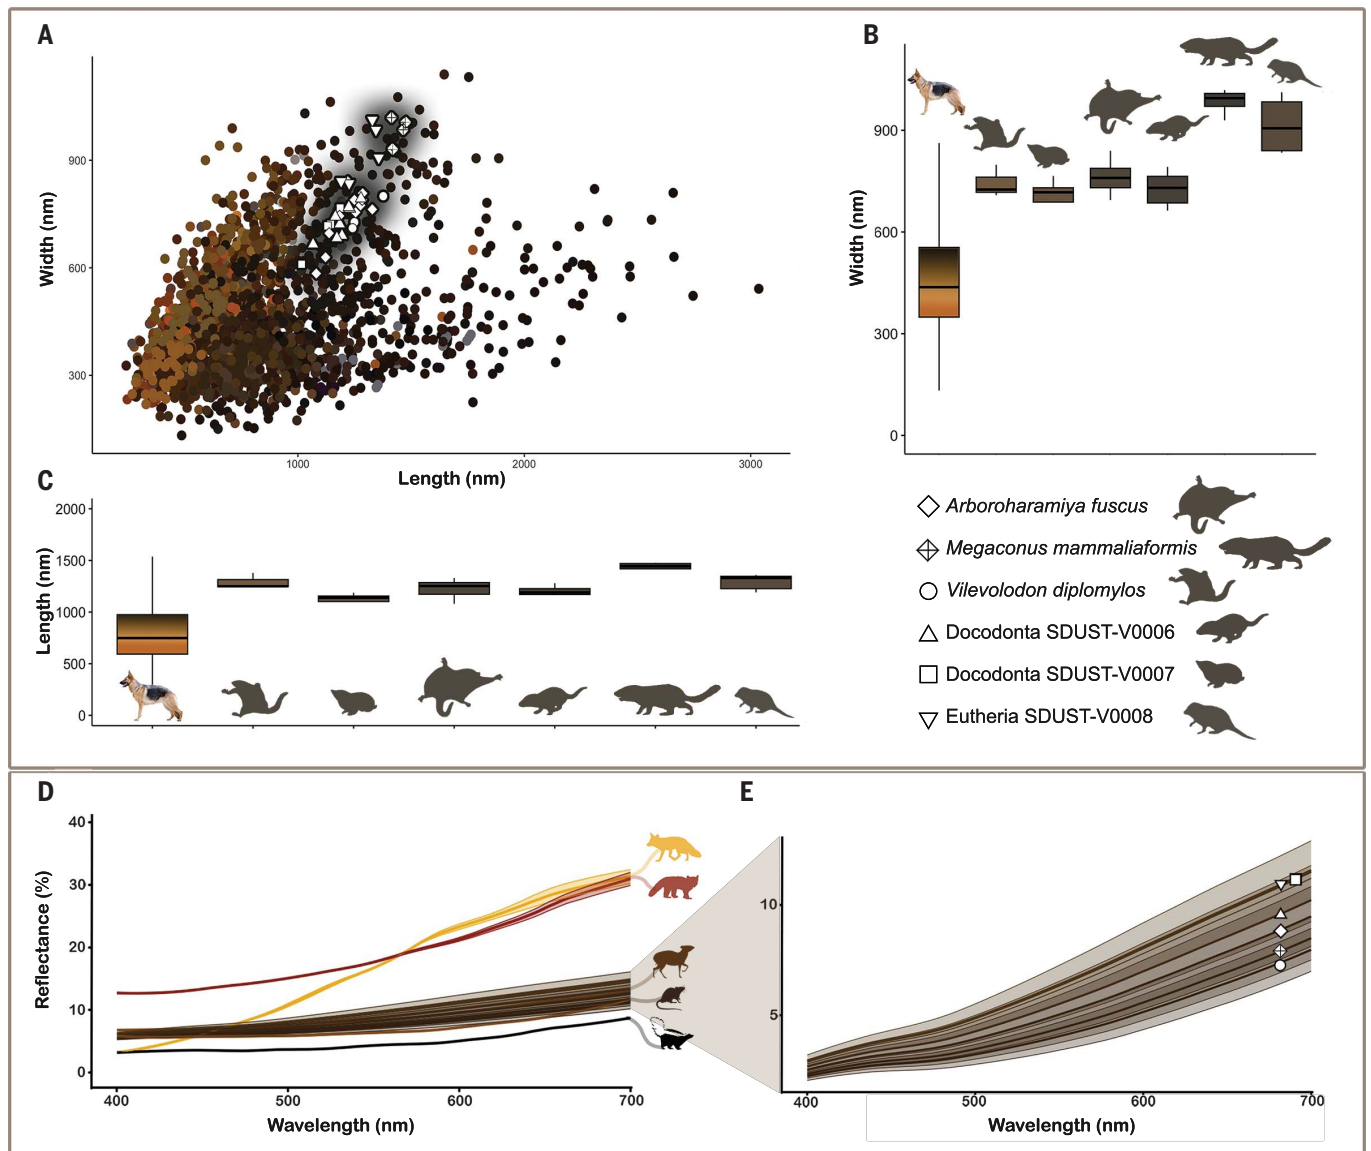 A
Width (nm)
900
600
300
1000
2000
3000
Length (nm)
B
Width (nm)
900
600
300
0
C
Length (nm)
2000
1500
1000
500
0
Arboroharamiya fuscus
Megaconus mammaliaformis
Vilevolodon diplomylos
Docodonta SDUST-V0006
Docodonta SDUST-V0007
Eutheria SDUST-V0008
D
Reflectance (%)
40
30
20
10
0
400
500
600
700
Wavelength (nm)
E
10
5
400
500
600
700
Wavelength (nm)